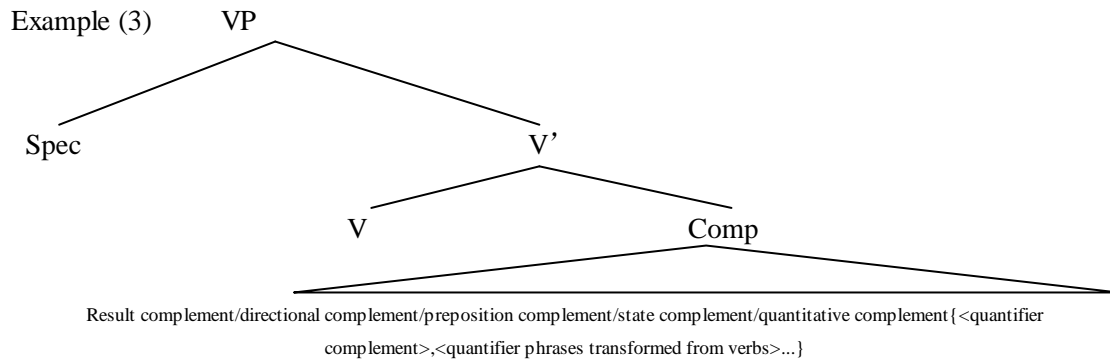 Example (3) VP
Spec V’
V Comp
Result complement/directional complement/preposition complement/state complement/quantitative complement{<quantifier
complement>,<quantifier phrases transformed from verbs>...}